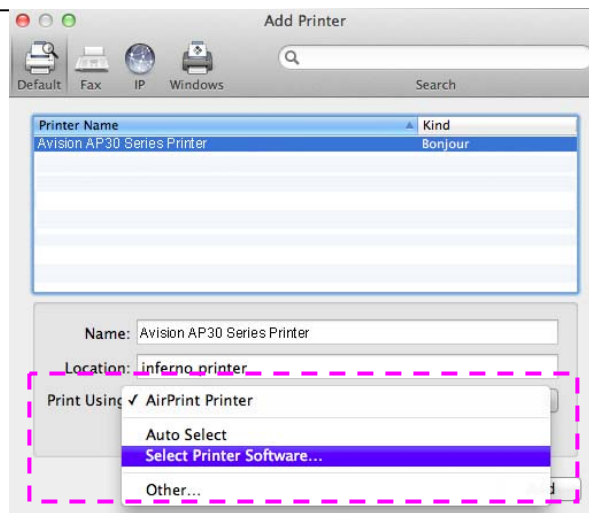 Add Printer
Default Fax IP Windows Search
Printer Name Kind
Avision AP30 Series Printer Bonjour
Name: Avision AP30 Series Printer
Location: inferno printer
Print Using ✓ AirPrint Printer
Auto Select
Select Printer Software...
Other...